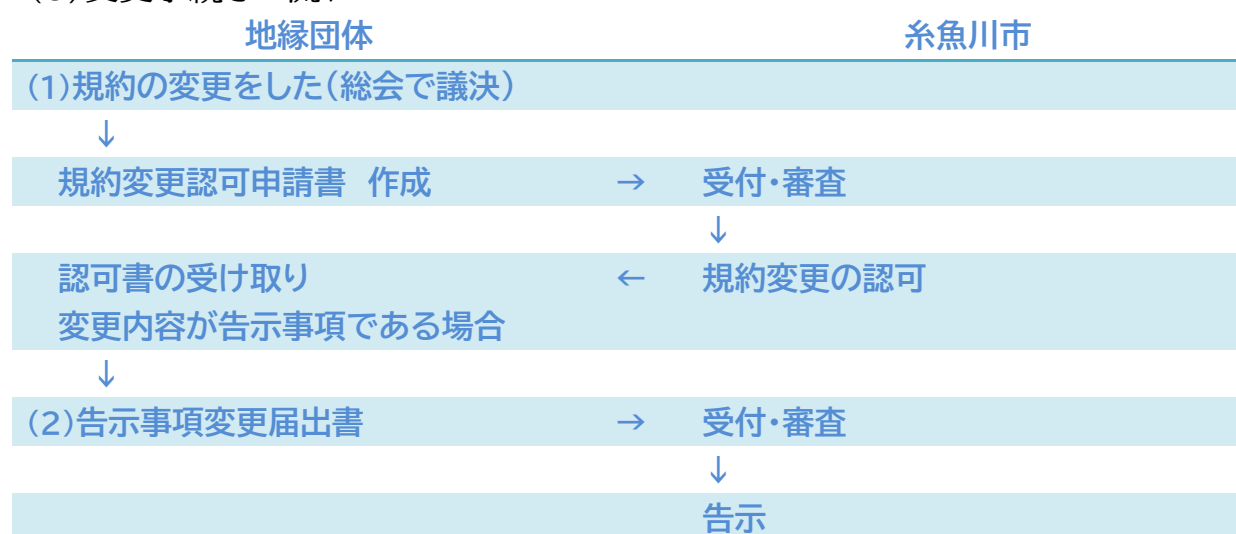 地縁団体 糸魚川市
(1)規約の変更をした(総会で議決)
↓
規約変更認可申請書 作成 → 受付・審査
↓
認可書の受け取り ← 規約変更の認可
変更内容が告示事項である場合
↓
(2)告示事項変更届出書 → 受付・審査
↓
告示